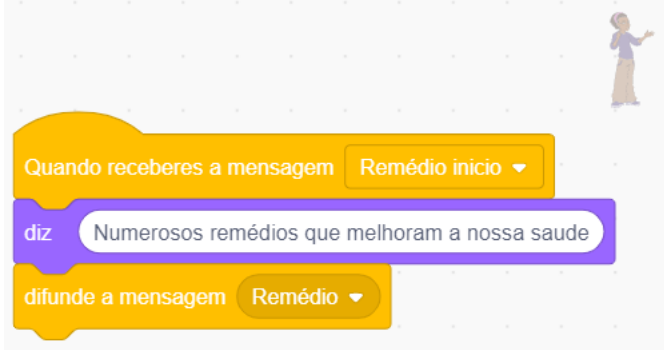 Quando receberes a mensagem Remédio inicio
diz Numerosos remédios que melhoram a nossa saude
difunde a mensagem Remédio